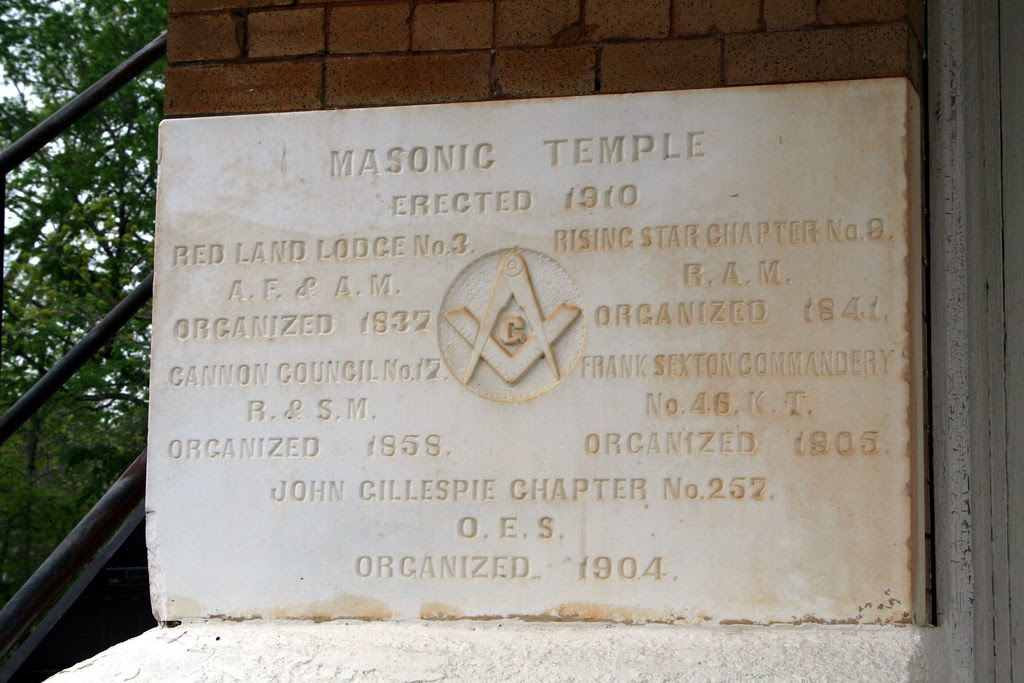 MASONIC TEMPLE
ERECTED 1910
RED LAND LODGE No. 3.
A. F. & A. M.
ORGANIZED 1837
RISING STAR CHAPTER No. 9.
R. A. M.
ORGANIZED 1841.
G
CANNON COUNCIL No. 17.
R. & S. M.
ORGANIZED 1858.
FRANK SEXTON COMMANDERY
No. 46. K. T.
ORGANIZED 1905.
JOHN GILLESPIE CHAPTER No. 257.
O. E. S.
ORGANIZED 1904.